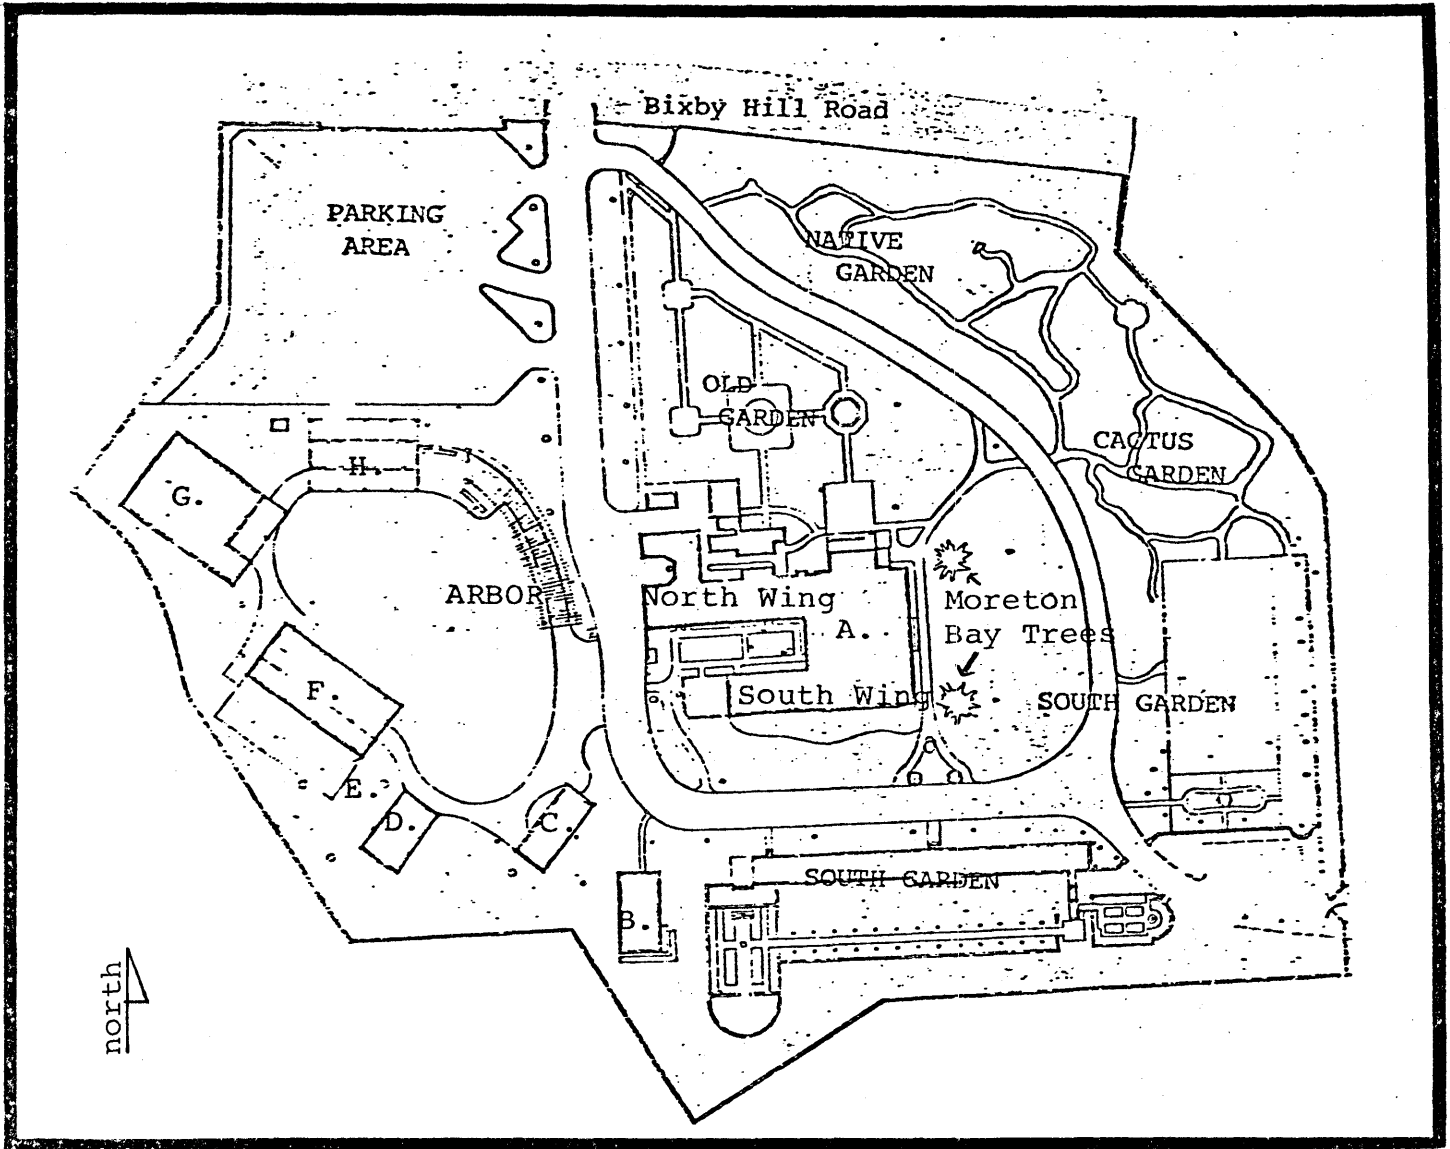 Bixby Hill Road
PARKING
AREA
NATIVE
GARDEN
OLD
GARDEN
CACTUS
GARDEN
H.
G.
ARBOR
North Wing
A.
Moreton
Bay Trees
South Wing
SOUTH GARDEN
F.
E.
D.
C.
SOUTH GARDEN
B.
north